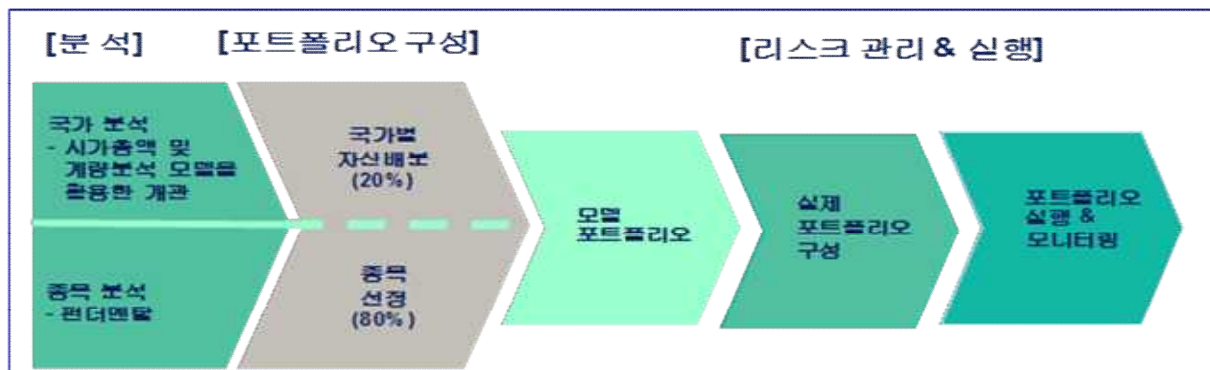 [분 석]
[포트폴리오 구성]
[리스크 관리 & 실행]
국가 분석
- 시가총액 및
계량분석 모델을
활용한 개관
종목 분석
- 펀더멘탈
국가별
자산배분
(20%)
종목
선정
(80%)
모델
포트폴리오
실제
포트폴리오
구성
포트폴리오
실행 &
모니터링